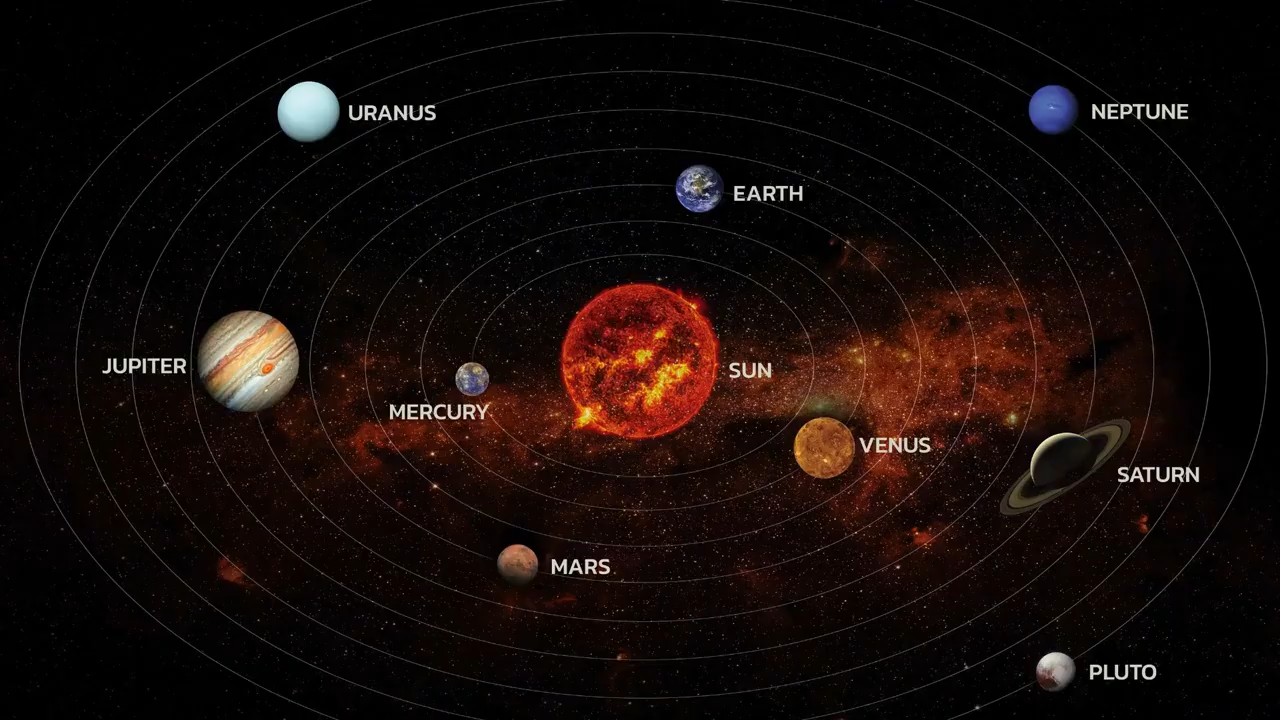 URANUS
NEPTUNE
EARTH
JUPITER
SUN
MERCURY
VENUS
SATURN
MARS
PLUTO